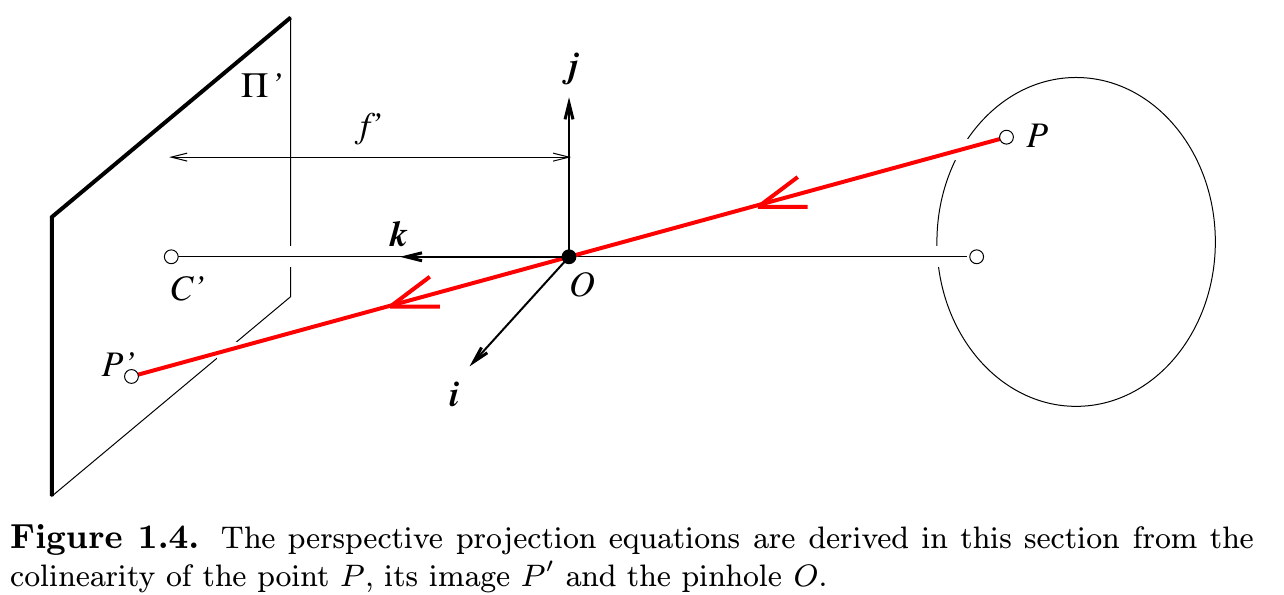 j
Π’
f’
P
k
C’
O
P’
i
Figure 1.4. The perspective projection equations are derived in this section from the
colinearity of the point P, its image P′ and the pinhole O.